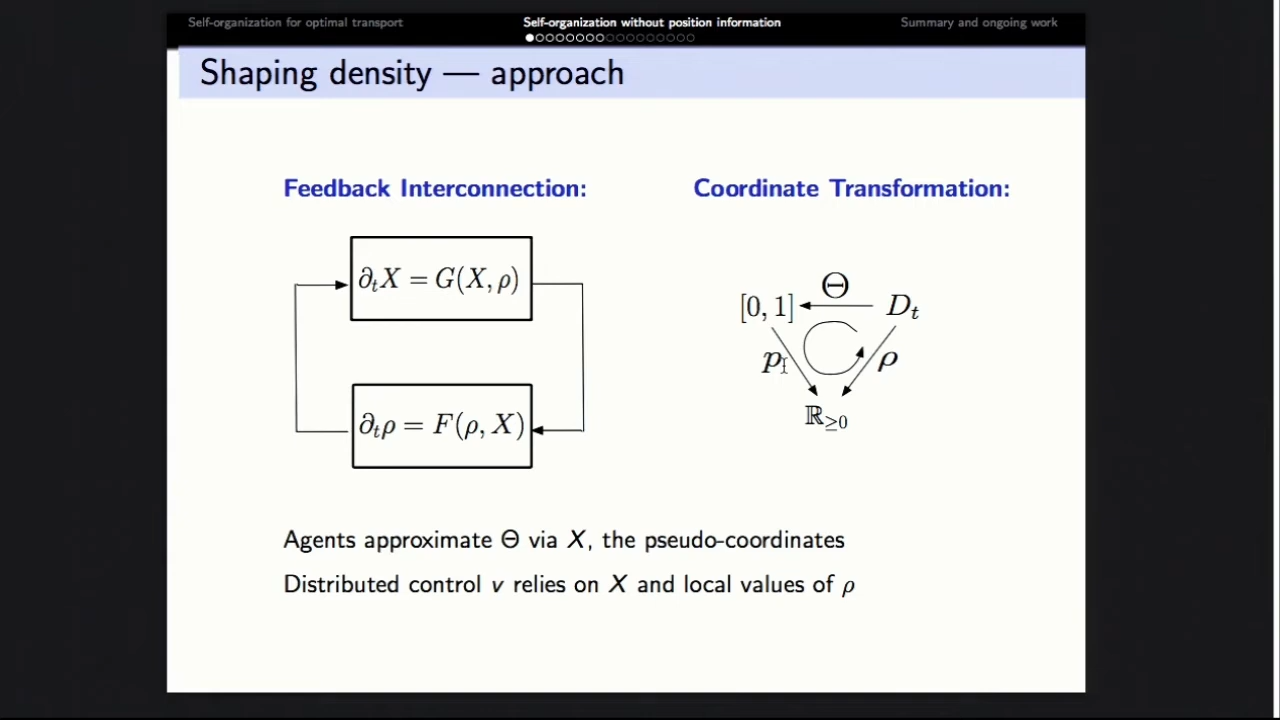 Self-organization for optimal transport
Self-organization without position information
Summary and ongoing work
Shaping density — approach
Feedback Interconnection:
Coordinate Transformation:
∂ₜX = G(X, ρ)
∂ₜρ = F(ρ, X)
Θ
[0, 1]
Dₜ
p
ρ
ℝ≥0
Agents approximate Θ via X, the pseudo-coordinates
Distributed control v relies on X and local values of ρ